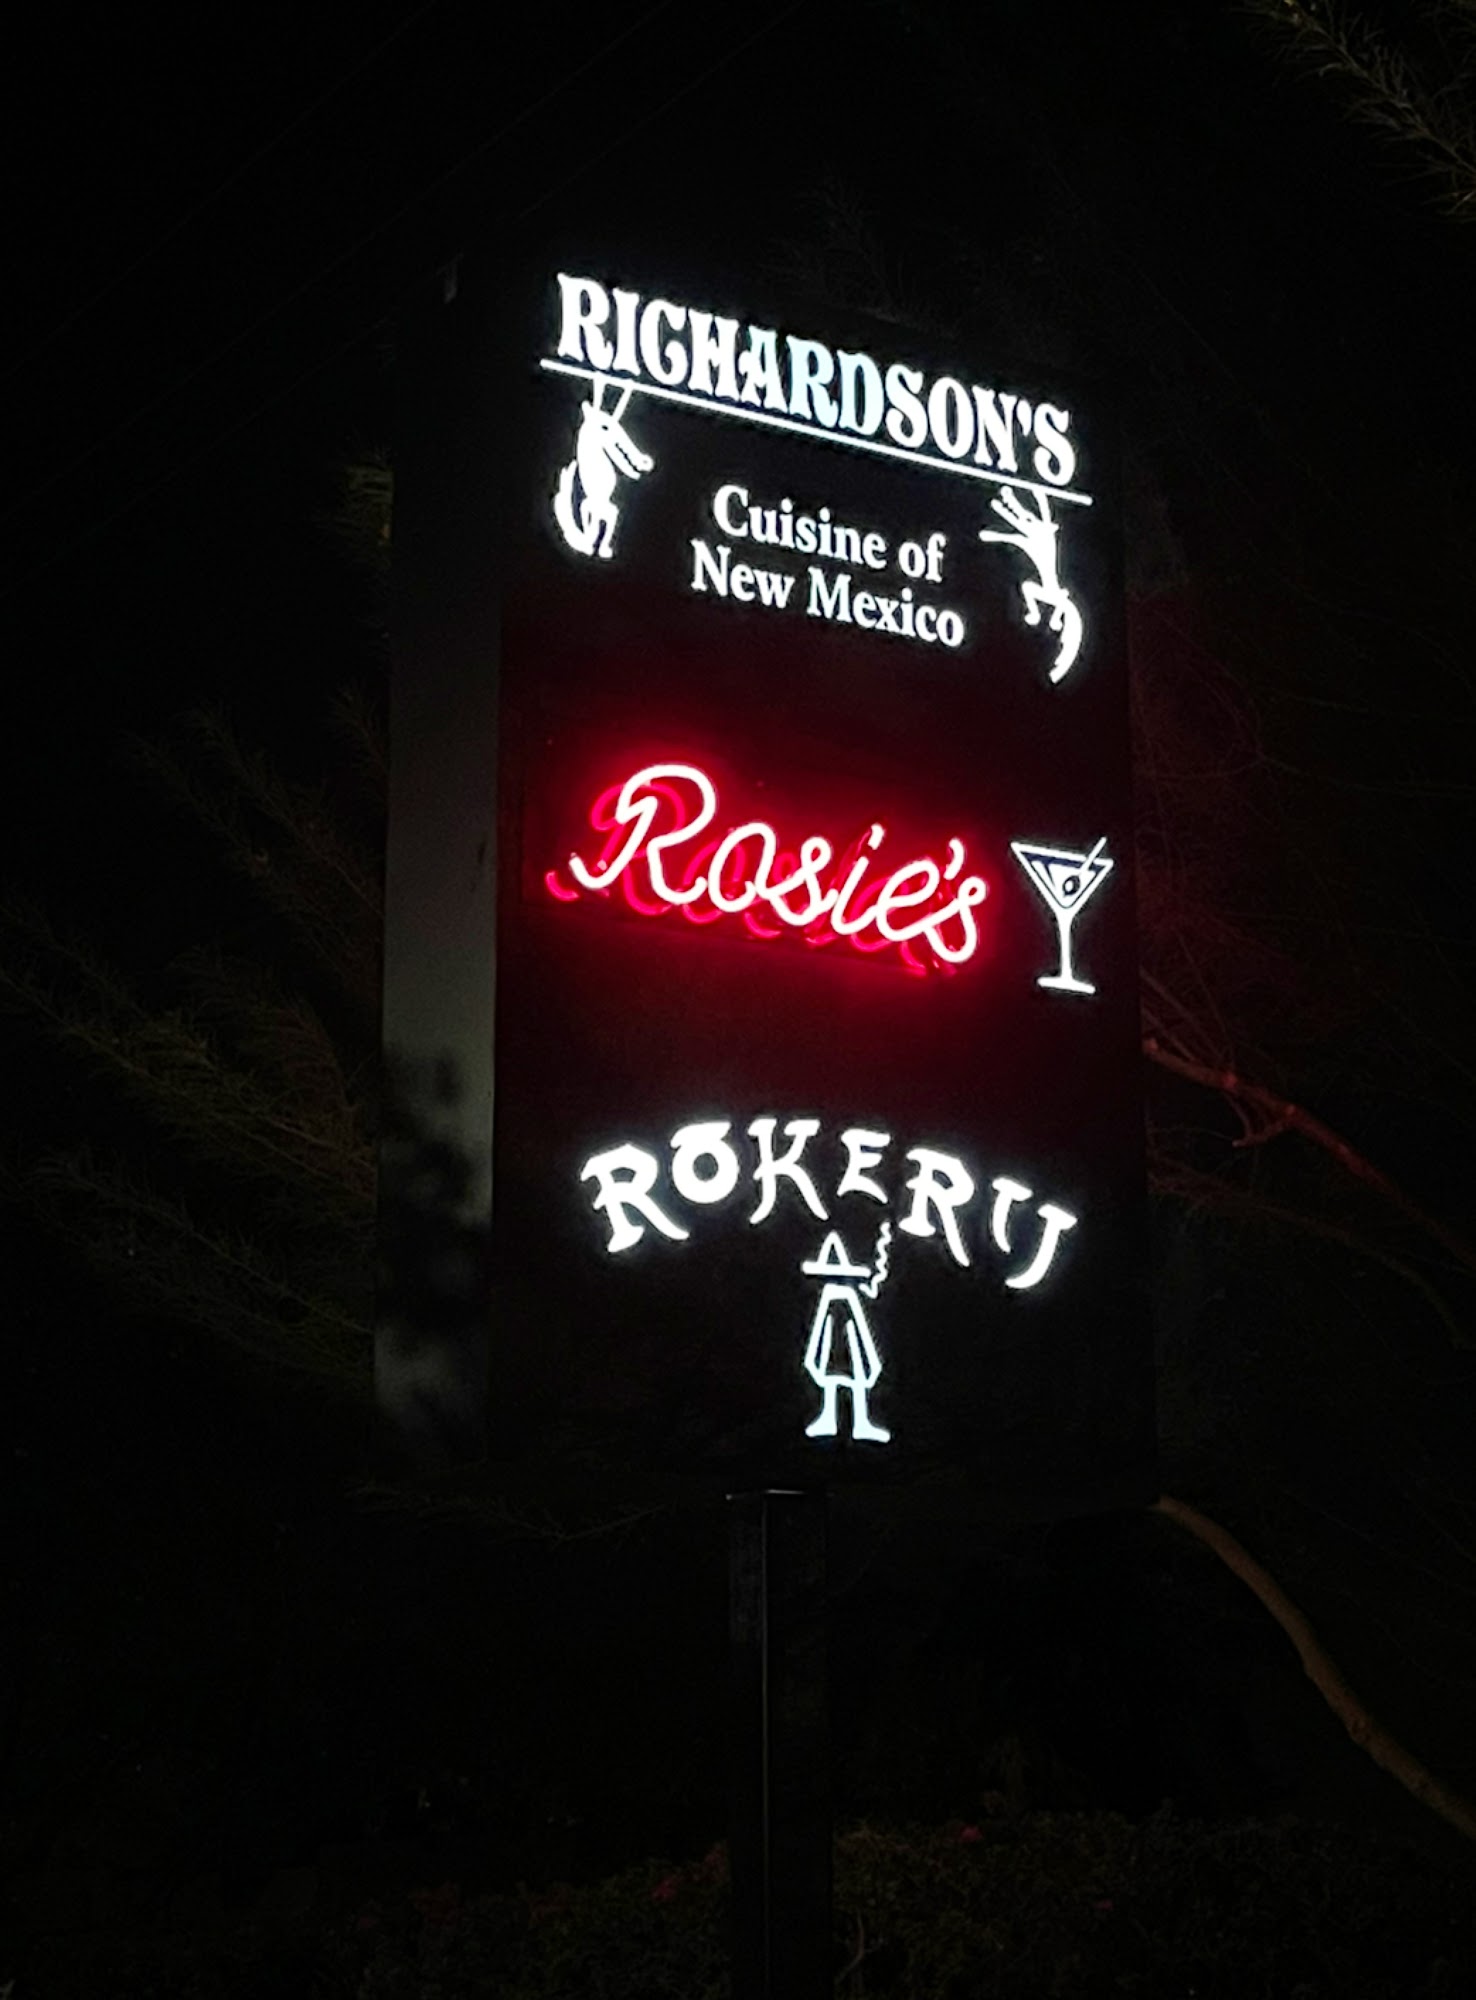 RICHARDSON'S
Cuisine of
New Mexico
Rosie's
ROKERIJ